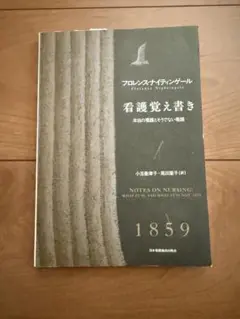 フロレンス・ナイティンゲール
Florence Nightingale
看護覚え書き
本当の看護とそうでない看護
小玉香津子・尾田葉子[訳]
NOTES ON NURSING:
WHAT IT IS, AND WHAT IT IS NOT
1859
日本看護協会出版会